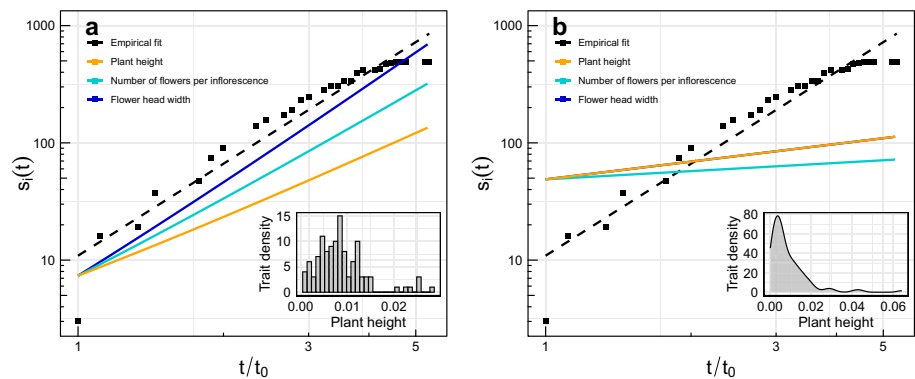 a
Empirical fit
Plant height
Number of flowers per inflorescence
Flower head width
1000
100
10
s_i(t)
1
3
5
t/t_0
15
10
5
0
Trait density
0.00
0.01
0.02
Plant height
b
Empirical fit
Plant height
Number of flowers per inflorescence
Flower head width
1000
100
10
s_i(t)
1
3
5
t/t_0
80
60
40
20
0
Trait density
0.00
0.02
0.04
0.06
Plant height